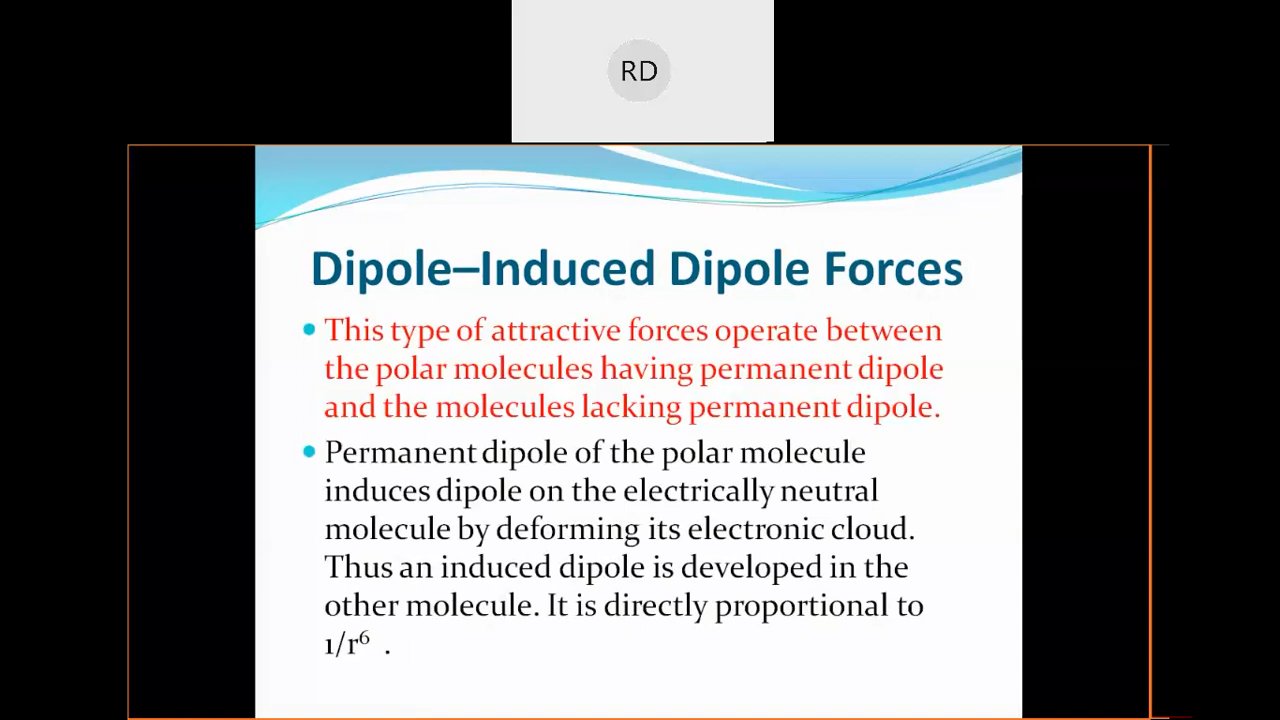 RD
Dipole–Induced Dipole Forces
• This type of attractive forces operate between
the polar molecules having permanent dipole
and the molecules lacking permanent dipole.
• Permanent dipole of the polar molecule
induces dipole on the electrically neutral
molecule by deforming its electronic cloud.
Thus an induced dipole is developed in the
other molecule. It is directly proportional to
1/r⁶ .